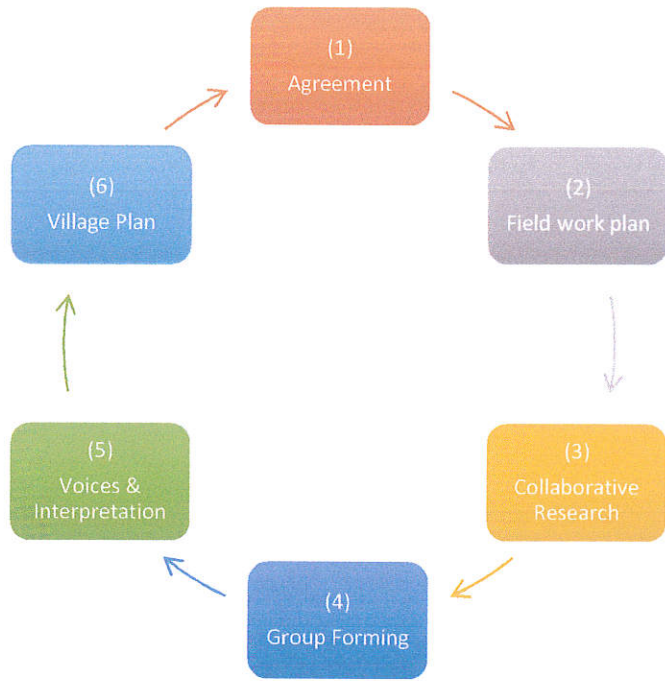 (1)
Agreement
(2)
Field work plan
(3)
Collaborative
Research
(4)
Group Forming
(5)
Voices &
Interpretation
(6)
Village Plan